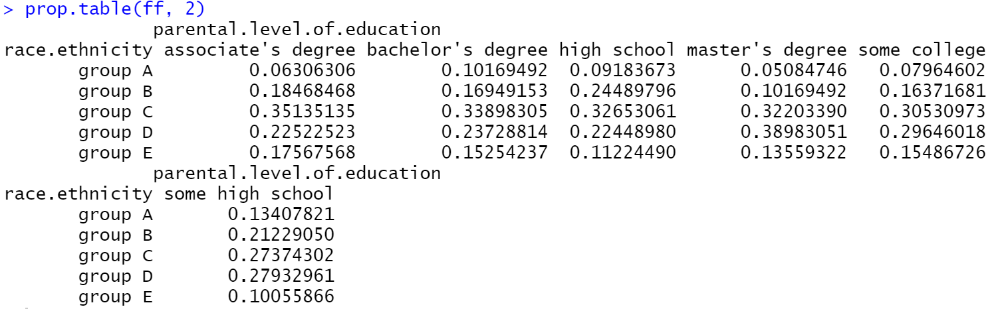 > prop.table(ff, 2)
parental.level.of.education
race.ethnicity associate's degree bachelor's degree high school master's degree some college
group A 0.06306306 0.10169492 0.09183673 0.05084746 0.07964602
group B 0.18468468 0.16949153 0.24489796 0.10169492 0.16371681
group C 0.35135135 0.33898305 0.32653061 0.32203390 0.30530973
group D 0.22522523 0.23728814 0.22448980 0.38983051 0.29646018
group E 0.17567568 0.15254237 0.11224490 0.13559322 0.15486726
parental.level.of.education
race.ethnicity some high school
group A 0.13407821
group B 0.21229050
group C 0.27374302
group D 0.27932961
group E 0.10055866